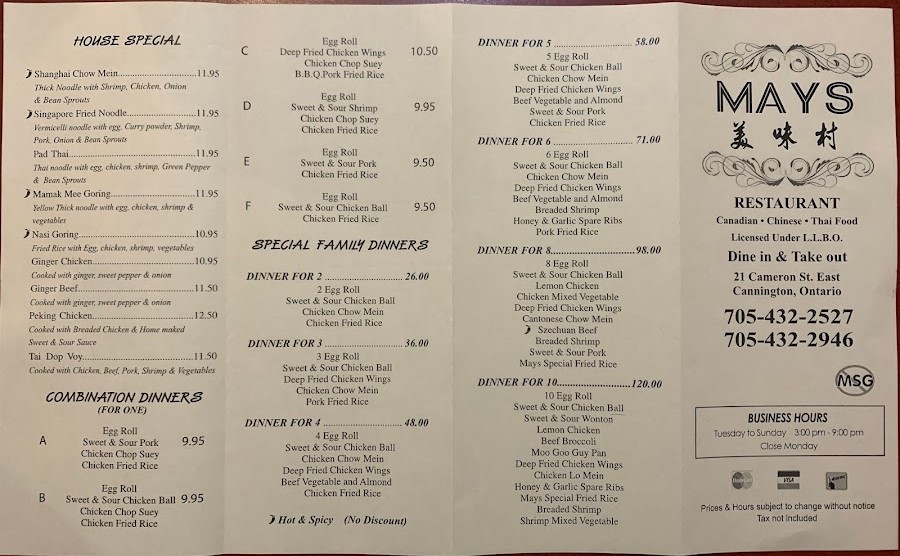 HOUSE SPECIAL
Shanghai Chow Mein.................................11.95
Thick Noodle with Shrimp, Chicken, Onion
& Bean Sprouts
Singapore Fried Noodle.............................11.95
Vermicelli noodle with egg, Curry powder, Shrimp,
Pork, Onion & Bean Sprouts
Pad Thai.................................................11.95
Thai noodle with egg, chicken, shrimp, Green Pepper
& Bean Sprouts
Mamak Mee Goring..................................11.95
Yellow Thick noodle with egg, chicken, shrimp &
vegetables
Nasi Goring.............................................10.95
Fried Rice with Egg, chicken, shrimp, vegetables
Ginger Chicken........................................10.95
Cooked with ginger, sweet pepper & onion
Ginger Beef.............................................11.50
Cooked with ginger, sweet pepper & onion
Peking Chicken........................................12.50
Cooked with Breaded Chicken & Home maked
Sweet & Sour Sauce
Tai Dop Voy............................................11.50
Cooked with Chicken, Beef, Pork, Shrimp & Vegetables
COMBINATION DINNERS
(FOR ONE)
Egg Roll
A Sweet & Sour Pork 9.95
Chicken Chop Suey
Chicken Fried Rice
Egg Roll
B Sweet & Sour Chicken Ball 9.95
Chicken Chop Suey
Chicken Fried Rice
Egg Roll
C Deep Fried Chicken Wings 10.50
Chicken Chop Suey
B.B.Q.Pork Fried Rice
Egg Roll
D Sweet & Sour Shrimp 9.95
Chicken Chop Suey
Chicken Fried Rice
Egg Roll
E Sweet & Sour Pork 9.50
Chicken Fried Rice
Egg Roll
F Sweet & Sour Chicken Ball 9.50
Chicken Fried Rice
SPECIAL FAMILY DINNERS
DINNER FOR 2 ............................ 26.00
2 Egg Roll
Sweet & Sour Chicken Ball
Chicken Chow Mein
Chicken Fried Rice
DINNER FOR 3 ............................ 36.00
3 Egg Roll
Sweet & Sour Chicken Ball
Deep Fried Chicken Wings
Chicken Chow Mein
Pork Fried Rice
DINNER FOR 4 ............................ 48.00
4 Egg Roll
Sweet & Sour Chicken Ball
Chicken Chow Mein
Deep Fried Chicken Wings
Beef Vegetable and Almond
Chicken Fried Rice
Hot & Spicy (No Discount)
DINNER FOR 5 ............................ 58.00
5 Egg Roll
Sweet & Sour Chicken Ball
Chicken Chow Mein
Deep Fried Chicken Wings
Beef Vegetable and Almond
Sweet & Sour Pork
Chicken Fried Rice
DINNER FOR 6 ............................ 71.00
6 Egg Roll
Sweet & Sour Chicken Ball
Chicken Chow Mein
Deep Fried Chicken Wings
Beef Vegetable and Almond
Breaded Shrimp
Honey & Garlic Spare Ribs
Pork Fried Rice
DINNER FOR 8..............................98.00
8 Egg Roll
Sweet & Sour Chicken Ball
Lemon Chicken
Chicken Mixed Vegetable
Deep Fried Chicken Wings
Cantonese Chow Mein
Szechuan Beef
Breaded Shrimp
Sweet & Sour Pork
Mays Special Fried Rice
DINNER FOR 10..........................120.00
10 Egg Roll
Sweet & Sour Chicken Ball
Sweet & Sour Wonton
Lemon Chicken
Beef Broccoli
Moo Goo Guy Pan
Deep Fried Chicken Wings
Chicken Lo Mein
Honey & Garlic Spare Ribs
Mays Special Fried Rice
Breaded Shrimp
Shrimp Mixed Vegetable
MAYS
美味村
RESTAURANT
Canadian • Chinese • Thai Food
Licensed Under L.L.B.O.
Dine in & Take out
21 Cameron St. East
Cannington, Ontario
705-432-2527
705-432-2946
MSG
BUSINESS HOURS
Tuesday to Sunday 3:00 pm - 9:00 pm
Close Monday
MasterCard VISA
Prices & Hours subject to change without notice
Tax not included